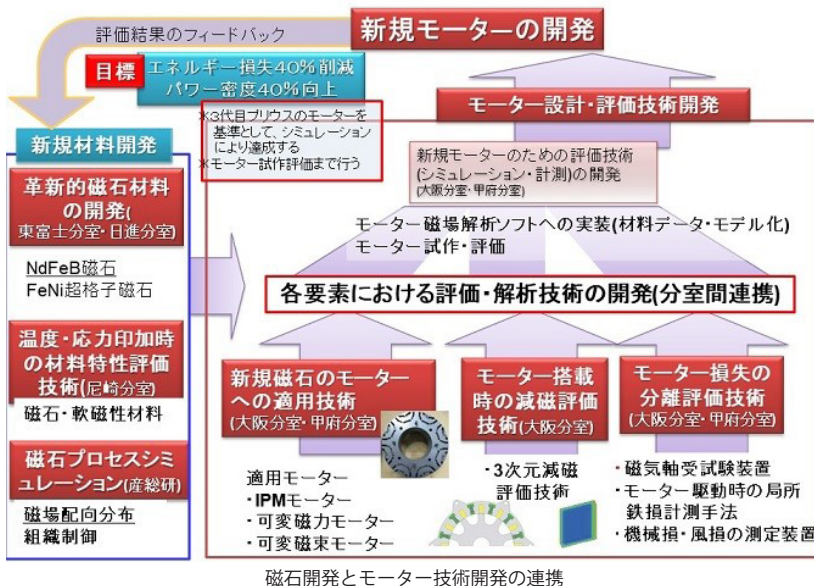 評価結果のフィードバック
新規モーターの開発
目標
エネルギー損失40%削減
パワー密度40%向上
※3代目プリウスのモーターを
基準として、シミュレーション
により達成する
※モーター試作評価まで行う
モーター設計・評価技術開発
新規モーターのための評価技術
(シミュレーション・計測)の開発
(大阪分室・甲府分室)
モーター磁場解析ソフトへの実装(材料データ・モデル化)
モーター試作・評価
各要素における評価・解析技術の開発(分室間連携)
新規材料開発
革新的磁石材料
の開発(
東富士分室・日進分室)
NdFeB磁石
FeNi超格子磁石
温度・応力印加時
の材料特性評価
技術(尼崎分室)
磁石・軟磁性材料
磁石プロセスシミ
ュレーション(産総研)
磁場配向分布
組織制御
新規磁石のモーター
への適用技術
(大阪分室・甲府分室)
適用モーター
・IPMモーター
・可変磁力モーター
・可変磁束モーター
モーター搭載
時の減磁評価
技術(大阪分室)
・3次元減磁
評価技術
モーター損失の
分離評価技術
(大阪分室・甲府分室)
・磁気軸受試験装置
・モーター駆動時の局所
鉄損計測手法
・機械損・風損の測定装置
磁石開発とモーター技術開発の連携